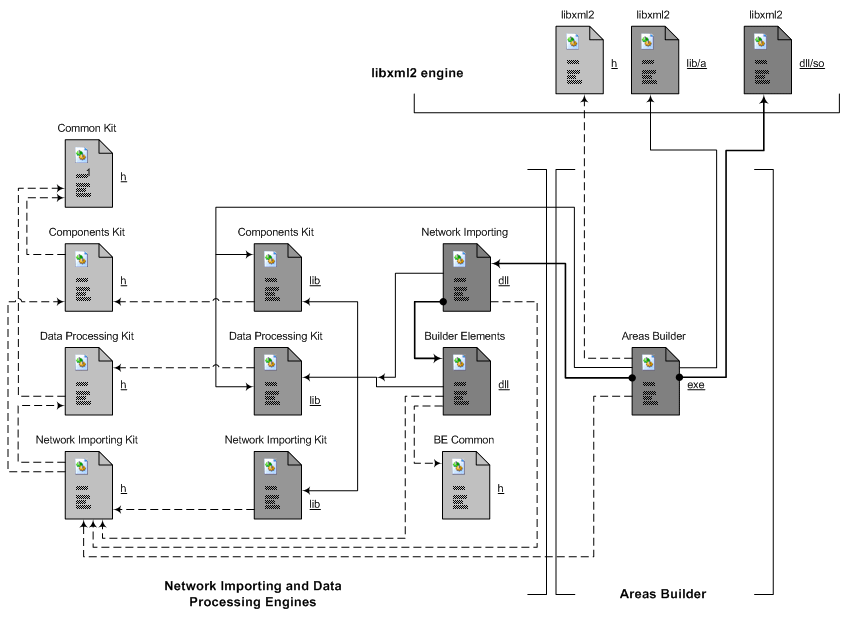 libxml2
libxml2
libxml2
h
lib/a
dll/so
libxml2 engine
Common Kit
1
h
Components Kit
h
Components Kit
lib
Network Importing
dll
Data Processing Kit
h
Data Processing Kit
lib
Builder Elements
dll
Areas Builder
exe
Network Importing Kit
h
Network Importing Kit
lib
BE Common
h
Network Importing and Data
Processing Engines
Areas Builder